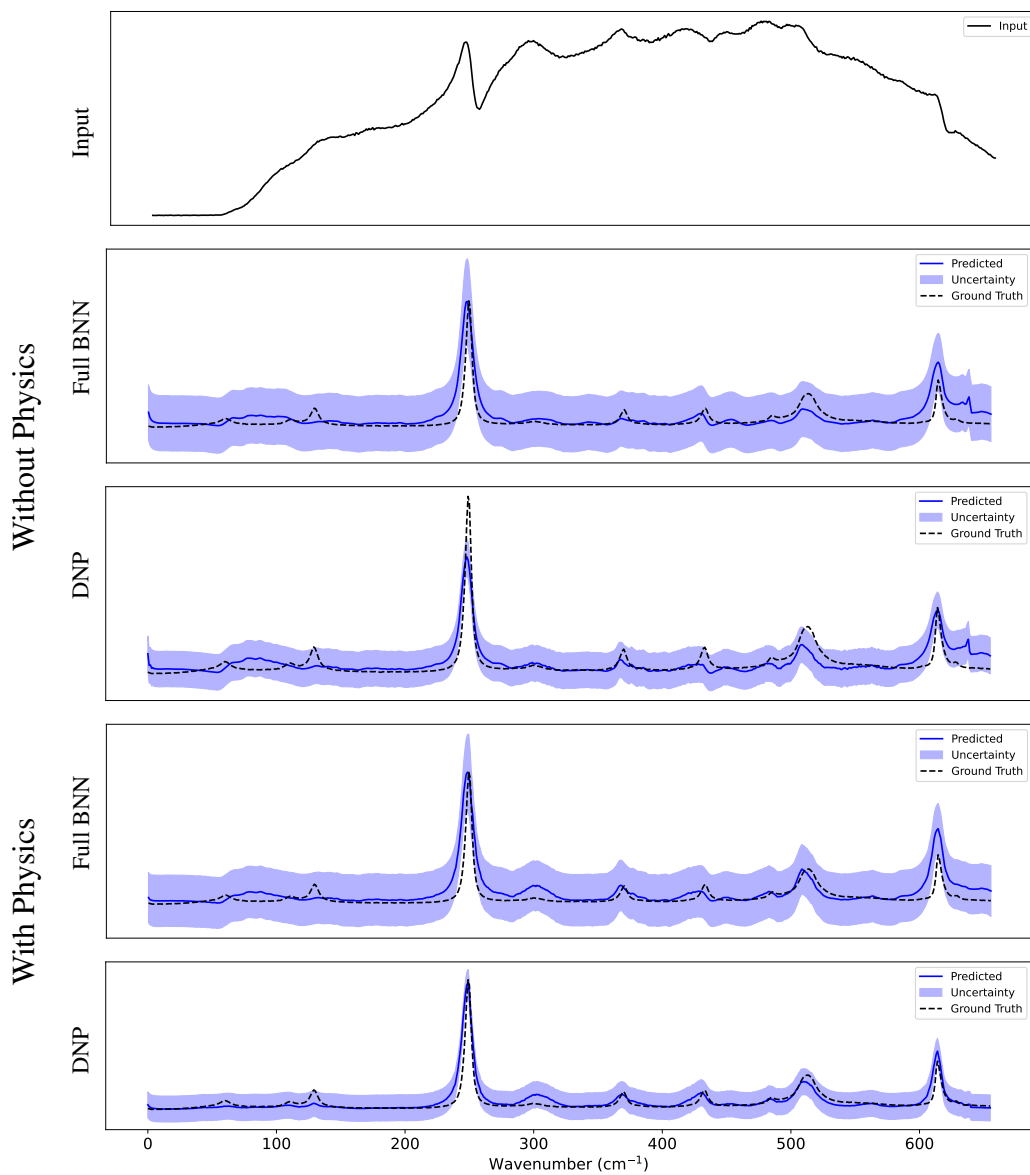 Input
Input
Without Physics
Full BNN
Predicted
Uncertainty
Ground Truth
DNP
Predicted
Uncertainty
Ground Truth
With Physics
Full BNN
Predicted
Uncertainty
Ground Truth
DNP
Predicted
Uncertainty
Ground Truth
0 100 200 300 400 500 600
Wavenumber (cm⁻¹)